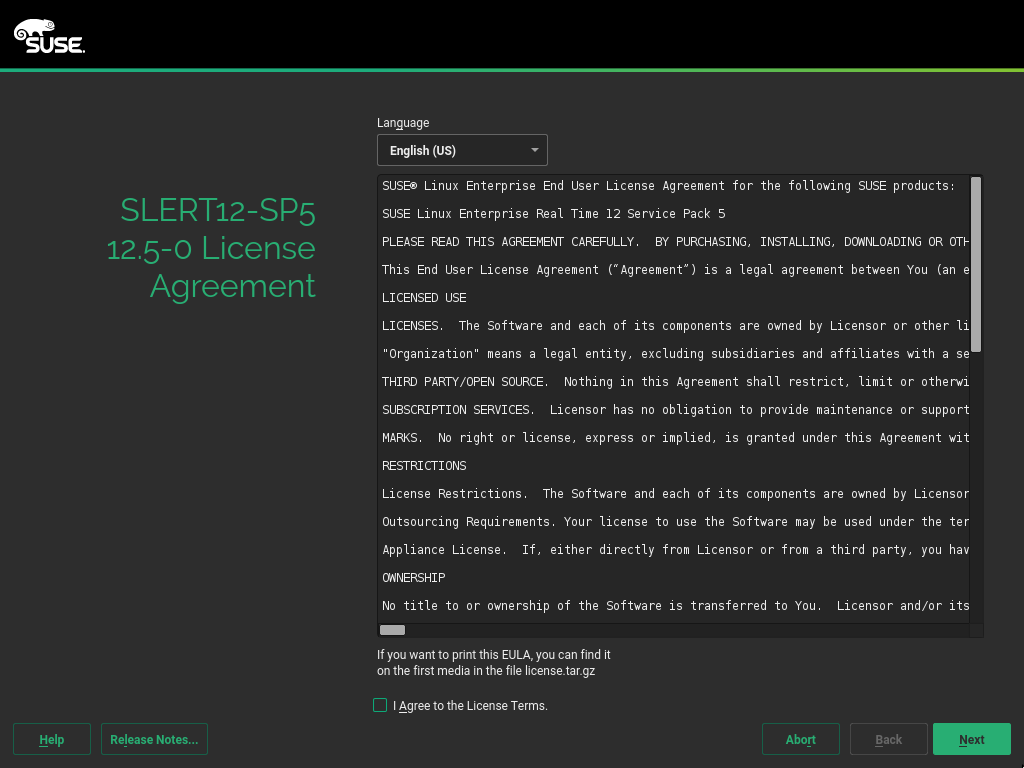 SUSE
Language
English (US)
SLERT12-SP5
12.5-0 License
Agreement
SUSE® Linux Enterprise End User License Agreement for the following SUSE products:
SUSE Linux Enterprise Real Time 12 Service Pack 5
PLEASE READ THIS AGREEMENT CAREFULLY.  BY PURCHASING, INSTALLING, DOWNLOADING OR OTH
This End User License Agreement (“Agreement”) is a legal agreement between You (an e
LICENSED USE
LICENSES.  The Software and each of its components are owned by Licensor or other li
"Organization" means a legal entity, excluding subsidiaries and affiliates with a se
THIRD PARTY/OPEN SOURCE.  Nothing in this Agreement shall restrict, limit or otherwi
SUBSCRIPTION SERVICES.  Licensor has no obligation to provide maintenance or support
MARKS.  No right or license, express or implied, is granted under this Agreement wit
RESTRICTIONS
License Restrictions.  The Software and each of its components are owned by Licensor
Outsourcing Requirements. Your license to use the Software may be used under the ter
Appliance License.  If, either directly from Licensor or from a third party, you hav
OWNERSHIP
No title to or ownership of the Software is transferred to You.  Licensor and/or its
If you want to print this EULA, you can find it
on the first media in the file license.tar.gz
I Agree to the License Terms.
Help
Release Notes...
Abort
Back
Next